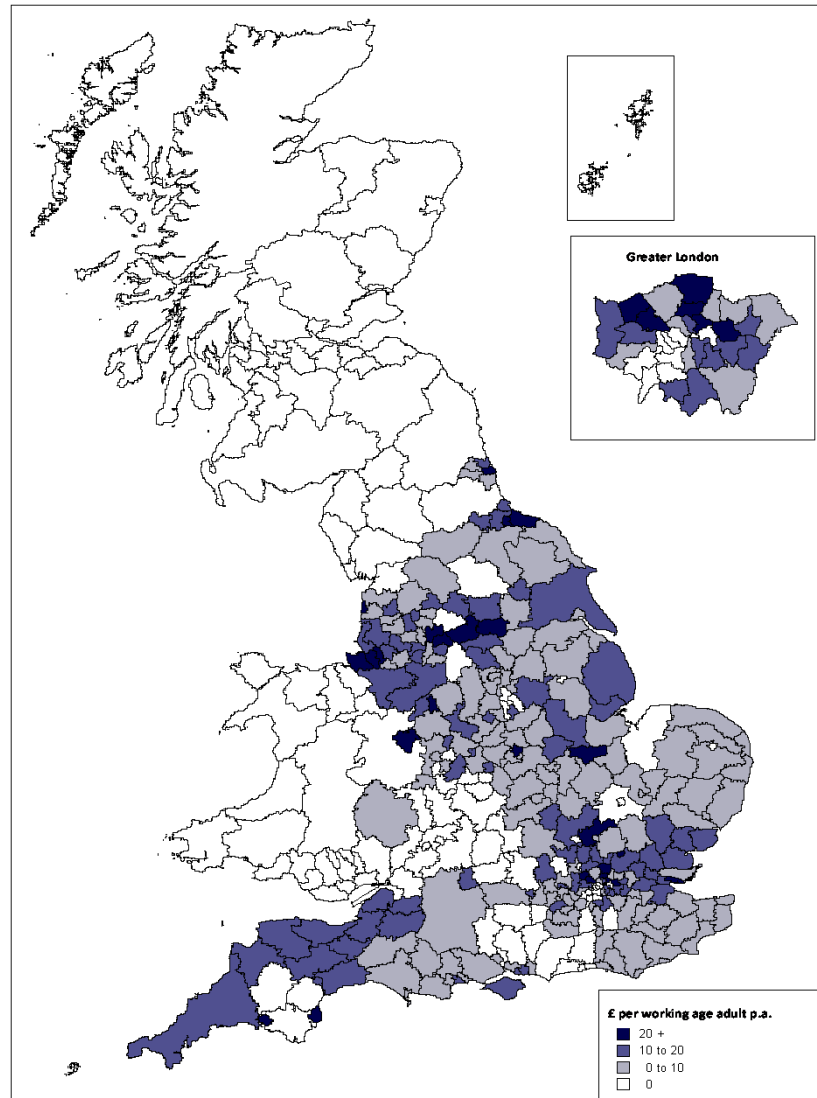 Greater London
£ per working age adult p.a.
20 +
10 to 20
0 to 10
0